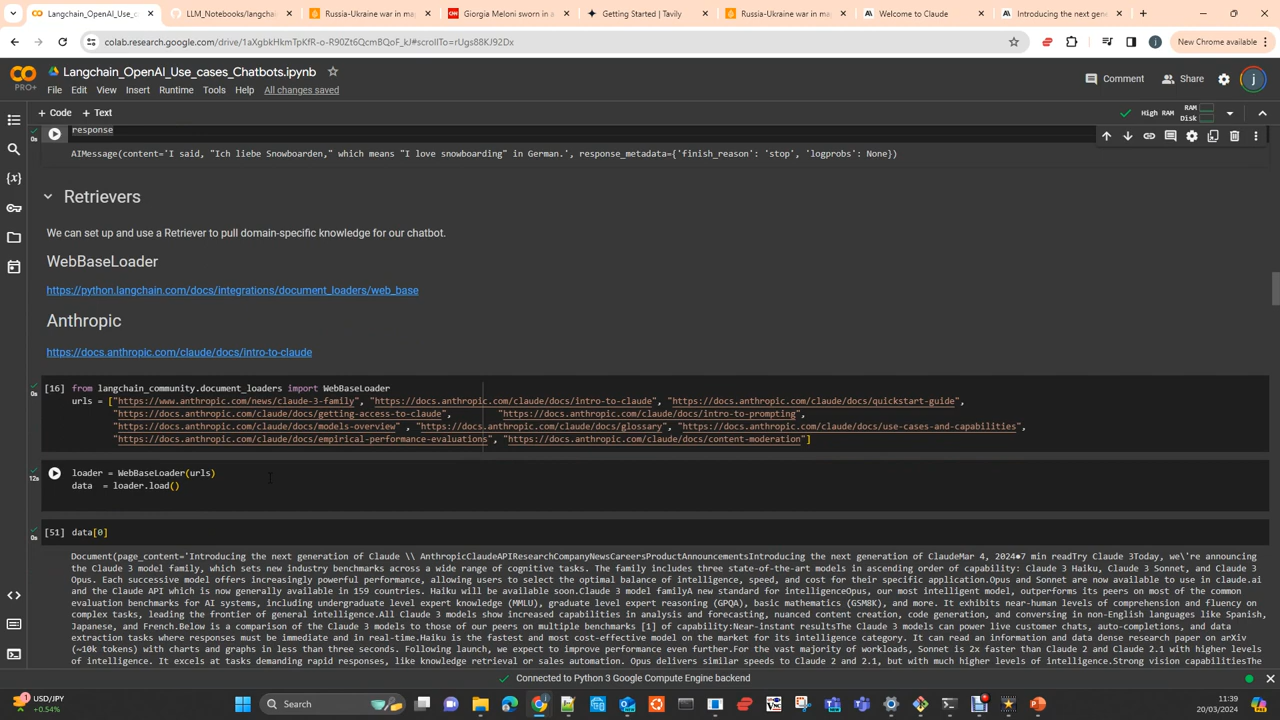 Langchain_OpenAI_Use_cases_Ch
LLM_Notebooks/langchain
Russia-Ukraine war in ma
Giorgia Meloni sworn in a
Getting Started | Tavily
Russia-Ukraine war in ma
Welcome to Claude
Introducing the next gene
colab.research.google.com/drive/1aXgbkHkmTpKfR-o-R90Zt6QcmBQoF_kJ#scrollTo=rUgs88KJ92Dx
New Chrome available
CO
PRO+
Langchain_OpenAI_Use_cases_Chatbots.ipynb
Comment
Share
File Edit View Insert Runtime Tools Help All changes saved
+ Code + Text
High RAM
RAM
Disk
0s
response
AIMessage(content='I said, "Ich liebe Snowboarden," which means "I love snowboarding" in German.', response_metadata={'finish_reason': 'stop', 'logprobs': None})
Retrievers
We can set up and use a Retriever to pull domain-specific knowledge for our chatbot.
WebBaseLoader
https://python.langchain.com/docs/integrations/document_loaders/web_base
Anthropic
https://docs.anthropic.com/claude/docs/intro-to-claude
0s
[16] from langchain_community.document_loaders import WebBaseLoader
urls = ["https://www.anthropic.com/news/claude-3-family", "https://docs.anthropic.com/claude/docs/intro-to-claude", "https://docs.anthropic.com/claude/docs/quickstart-guide",
"https://docs.anthropic.com/claude/docs/getting-access-to-claude", "https://docs.anthropic.com/claude/docs/intro-to-prompting",
"https://docs.anthropic.com/claude/docs/models-overview" , "https://docs.anthropic.com/claude/docs/glossary", "https://docs.anthropic.com/claude/docs/use-cases-and-capabilities",
"https://docs.anthropic.com/claude/docs/empirical-performance-evaluations", "https://docs.anthropic.com/claude/docs/content-moderation"]
12s
loader = WebBaseLoader(urls)
data = loader.load()
0s
[51] data[0]
Document(page_content='Introducing the next generation of Claude \\ AnthropicClaudeAPIResearchCompanyNewsCareersProductAnnouncementsIntroducing the next generation of ClaudeMar 4, 2024●7 min readTry Claude 3Today, we\'re announcing
the Claude 3 model family, which sets new industry benchmarks across a wide range of cognitive tasks. The family includes three state-of-the-art models in ascending order of capability: Claude 3 Haiku, Claude 3 Sonnet, and Claude 3
Opus. Each successive model offers increasingly powerful performance, allowing users to select the optimal balance of intelligence, speed, and cost for their specific application.Opus and Sonnet are now available to use in claude.ai
and the Claude API which is now generally available in 159 countries. Haiku will be available soon.Claude 3 model familyA new standard for intelligenceOpus, our most intelligent model, outperforms its peers on most of the common
evaluation benchmarks for AI systems, including undergraduate level expert knowledge (MMLU), graduate level expert reasoning (GPQA), basic mathematics (GSM8K), and more. It exhibits near-human levels of comprehension and fluency on
complex tasks, leading the frontier of general intelligence.All Claude 3 models show increased capabilities in analysis and forecasting, nuanced content creation, code generation, and conversing in non-English languages like Spanish,
Japanese, and French.Below is a comparison of the Claude 3 models to those of our peers on multiple benchmarks [1] of capability:Near-instant resultsThe Claude 3 models can power live customer chats, auto-completions, and data
extraction tasks where responses must be immediate and in real-time.Haiku is the fastest and most cost-effective model on the market for its intelligence category. It can read an information and data dense research paper on arXiv
(~10k tokens) with charts and graphs in less than three seconds. Following launch, we expect to improve performance even further.For the vast majority of workloads, Sonnet is 2x faster than Claude 2 and Claude 2.1 with higher levels
of intelligence. It excels at tasks demanding rapid responses, like knowledge retrieval or sales automation. Opus delivers similar speeds to Claude 2 and 2.1, but with much higher levels of intelligence.Strong vision capabilitiesThe
Connected to Python 3 Google Compute Engine backend
USD/JPY
+0.54%
Search
11:39
20/03/2024